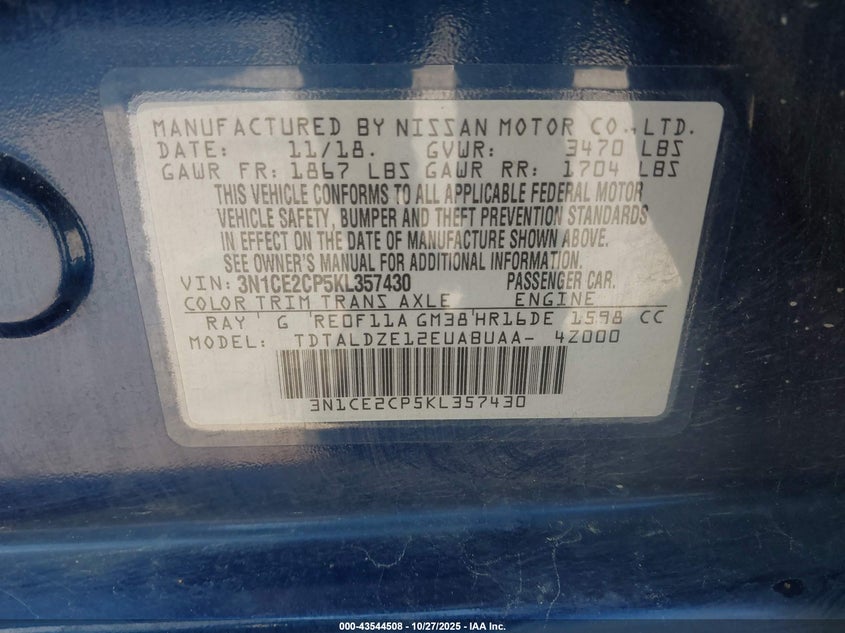 MANUFACTURED BY NISSAN MOTOR CO., LTD.
DATE: 11/18. GVWR: 3470 LBS
GAWR FR: 1867 LBS GAWR RR: 1704 LBS
THIS VEHICLE CONFORMS TO ALL APPLICABLE FEDERAL MOTOR
VEHICLE SAFETY, BUMPER AND THEFT PREVENTION STANDARDS
IN EFFECT ON THE DATE OF MANUFACTURE SHOWN ABOVE.
SEE OWNER'S MANUAL FOR ADDITIONAL INFORMATION.
VIN: 3N1CE2CP5KL357430 PASSENGER CAR.
COLOR TRIM TRANS AXLE ENGINE
RAY G RE0F11A GM38 HR16DE 1598 CC
MODEL: TDTALDZE12EUABUAA- 4Z000
3N1CE2CP5KL357430
000-43544508 • 10/27/2025 • IAA Inc.